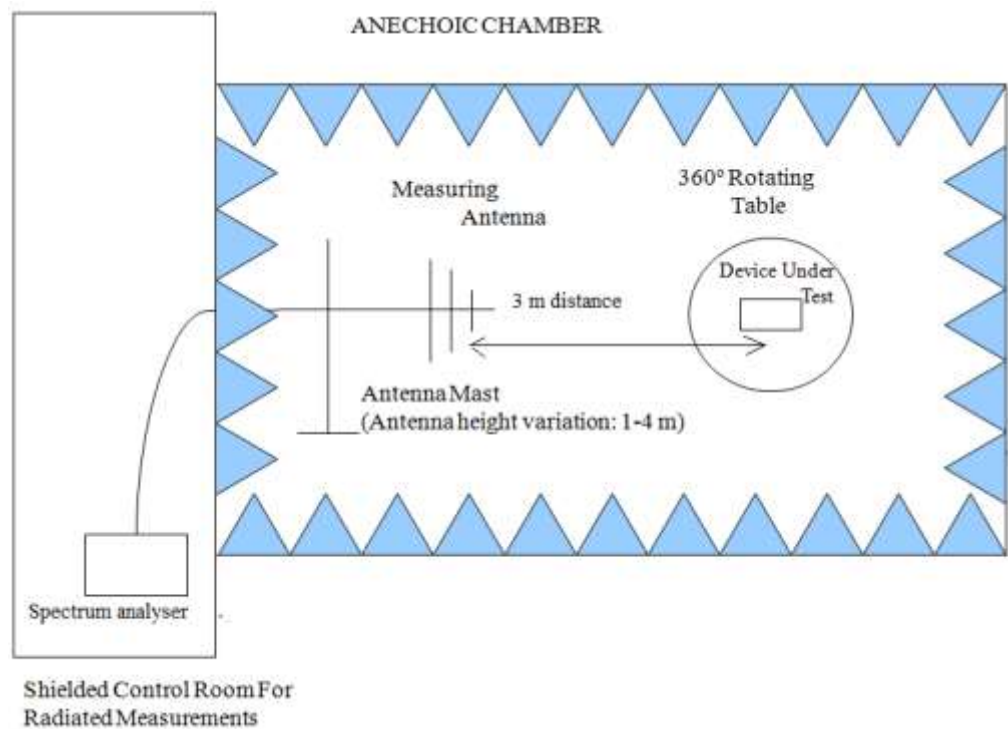 ANECHOIC CHAMBER
Measuring
Antenna
360º Rotating
Table
Device Under
Test
3 m distance
Antenna Mast
(Antenna height variation: 1-4 m)
Spectrum analyser
Shielded Control Room For
Radiated Measurements